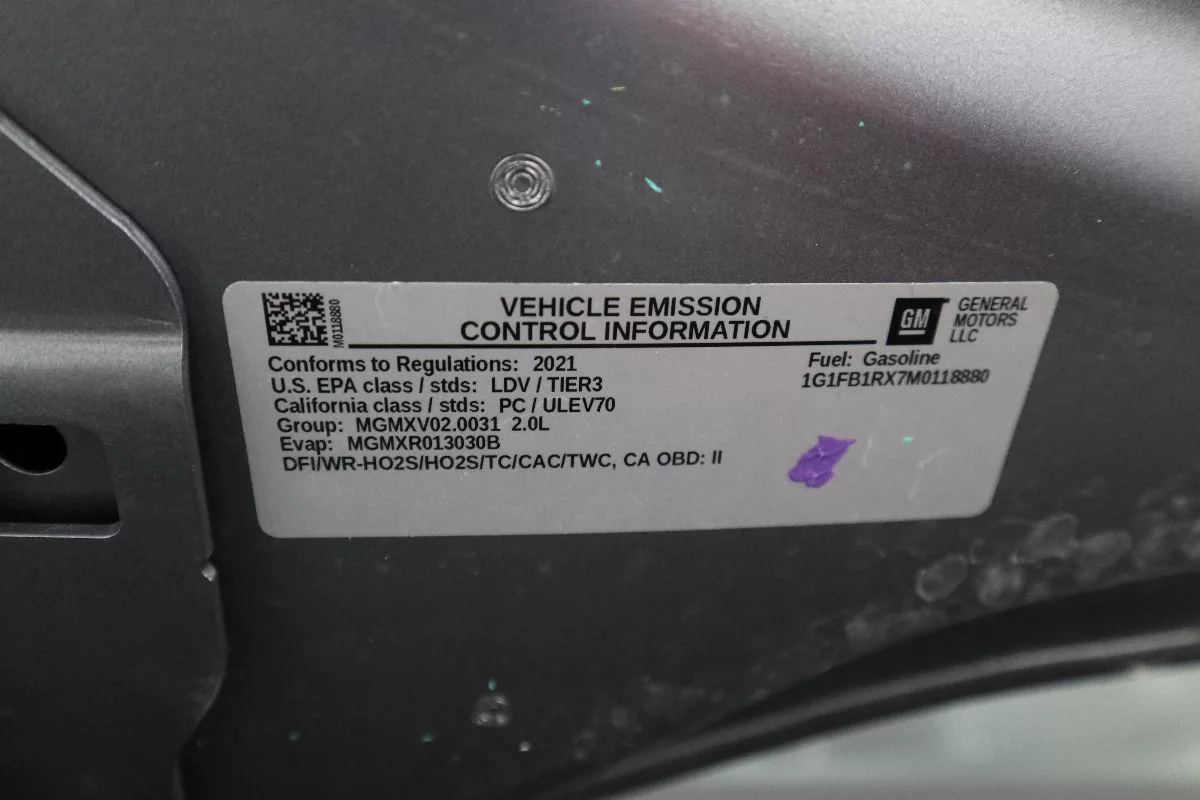 M0118880
VEHICLE EMISSION
CONTROL INFORMATION
GM
GENERAL
MOTORS
LLC
Conforms to Regulations: 2021
Fuel: Gasoline
U.S. EPA class / stds: LDV / TIER3
1G1FB1RX7M0118880
California class / stds: PC / ULEV70
Group: MGMXV02.0031 2.0L
Evap: MGMXR013030B
DFI/WR-HO2S/HO2S/TC/CAC/TWC, CA OBD: II